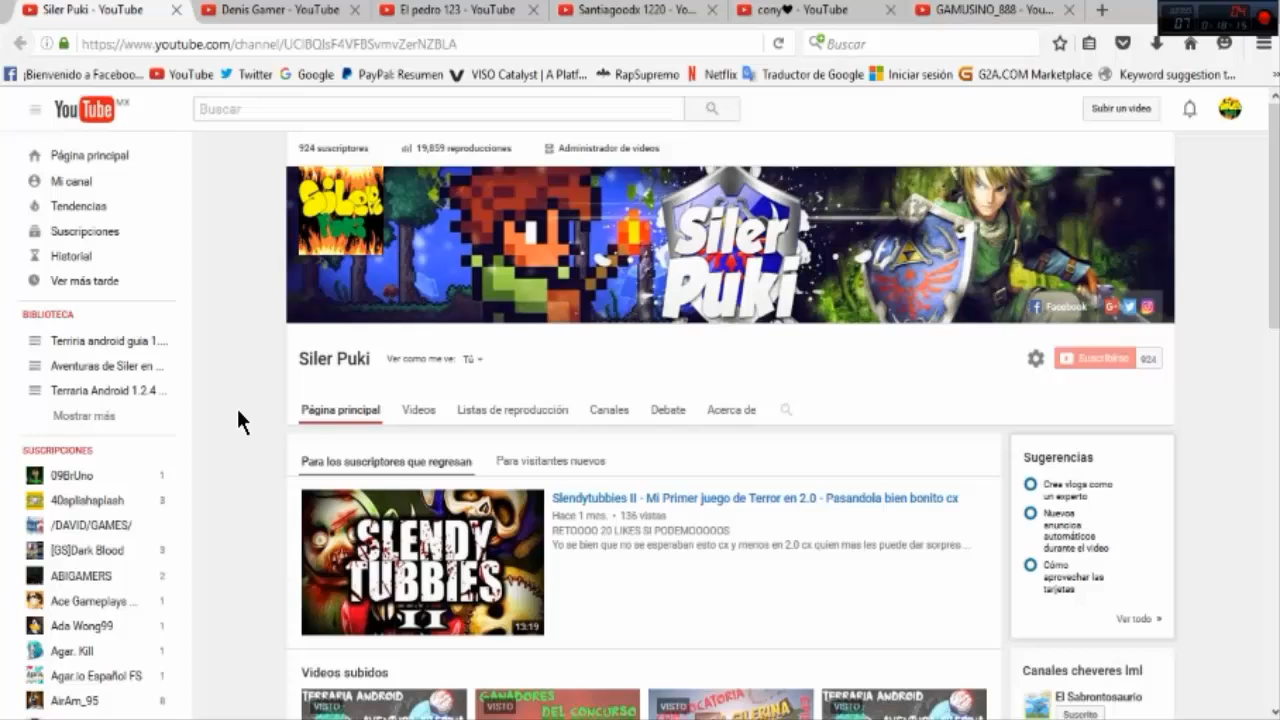 Siler Puki - YouTube
Denis Gamer - YouTube
El pedro 123 - YouTube
Santiagoodx 1220 - Yo...
cony♥ - YouTube
GAMUSINO_888 - You...
https://www.youtube.com/channel/UCIBQIsF4VFBSvmvZerNZBLA
Buscar
¡Bienvenido a Faceboo...
YouTube
Twitter
Google
PayPal: Resumen
VISO Catalyst | A Platf...
RapSupremo
Netflix
Traductor de Google
Iniciar sesión
G2A.COM Marketplace
Keyword suggestion t...
YouTube MX
Buscar
Subir un video
Página principal
Mi canal
Tendencias
Suscripciones
Historial
Ver más tarde
BIBLIOTECA
Terriria android guia 1....
Aventuras de Siler en ...
Terraria Android 1.2.4 ...
Mostrar más
SUSCRIPCIONES
09BrUno 1
40splishsplash 3
/DAVID/GAMES/
[GS]Dark Blood 3
ABIGAMERS 2
Ace Gameplays ... 1
Ada Wong99 1
Agar. Kill 1
Agar.io Español FS 1
AirAm_95 8
924 suscriptores
19,859 reproducciones
Administrador de videos
Siler
Siler
Puki
Facebook
Siler Puki
Ver como me ve: Tú
Suscribirse 924
Página principal
Videos
Listas de reproducción
Canales
Debate
Acerca de
Para los suscriptores que regresan
Para visitantes nuevos
SLENDY
TUBBIES
II
13:19
Slendytubbies II - Mi Primer juego de Terror en 2.0 - Pasandola bien bonito cx
Hace 1 mes. • 136 vistas
RETOOOO 20 LIKES SI PODEMOOOOS
Yo se bien que no se esperaban esto cx y menos en 2.0 cx quien mas les puede dar sorpres...
Videos subidos
TERRARIA ANDROID
VISTO
GANADORES
DEL CONCURSO
VISTO
VISTO
TERRARIA ANDROID
VISTO
Sugerencias
Crea vlogs como
un experto
Nuevos
anuncios
automáticos
durante el video
Cómo
aprovechar las
tarjetas
Ver todo »
Canales cheveres lml
El Sabrontosaurio
Suscrito